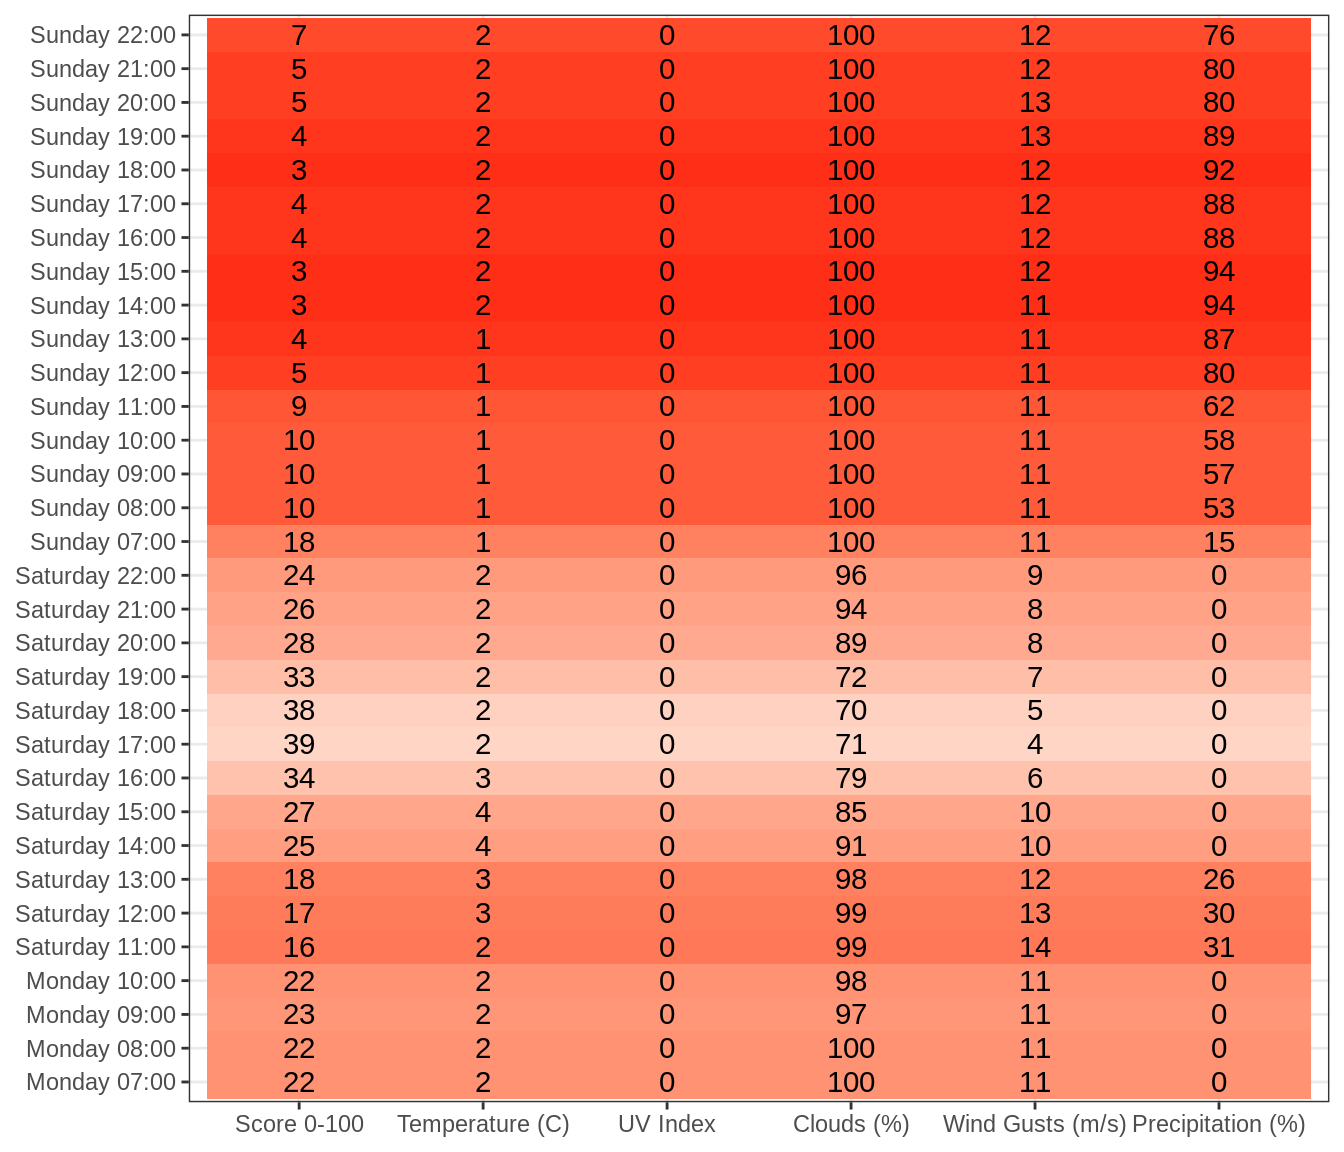 Sunday 22:00 7 2 0 100 12 76
Sunday 21:00 5 2 0 100 12 80
Sunday 20:00 5 2 0 100 13 80
Sunday 19:00 4 2 0 100 13 89
Sunday 18:00 3 2 0 100 12 92
Sunday 17:00 4 2 0 100 12 88
Sunday 16:00 4 2 0 100 12 88
Sunday 15:00 3 2 0 100 12 94
Sunday 14:00 3 2 0 100 11 94
Sunday 13:00 4 1 0 100 11 87
Sunday 12:00 5 1 0 100 11 80
Sunday 11:00 9 1 0 100 11 62
Sunday 10:00 10 1 0 100 11 58
Sunday 09:00 10 1 0 100 11 57
Sunday 08:00 10 1 0 100 11 53
Sunday 07:00 18 1 0 100 11 15
Saturday 22:00 24 2 0 96 9 0
Saturday 21:00 26 2 0 94 8 0
Saturday 20:00 28 2 0 89 8 0
Saturday 19:00 33 2 0 72 7 0
Saturday 18:00 38 2 0 70 5 0
Saturday 17:00 39 2 0 71 4 0
Saturday 16:00 34 3 0 79 6 0
Saturday 15:00 27 4 0 85 10 0
Saturday 14:00 25 4 0 91 10 0
Saturday 13:00 18 3 0 98 12 26
Saturday 12:00 17 3 0 99 13 30
Saturday 11:00 16 2 0 99 14 31
Monday 10:00 22 2 0 98 11 0
Monday 09:00 23 2 0 97 11 0
Monday 08:00 22 2 0 100 11 0
Monday 07:00 22 2 0 100 11 0
Score 0-100 Temperature (C) UV Index Clouds (%) Wind Gusts (m/s) Precipitation (%)